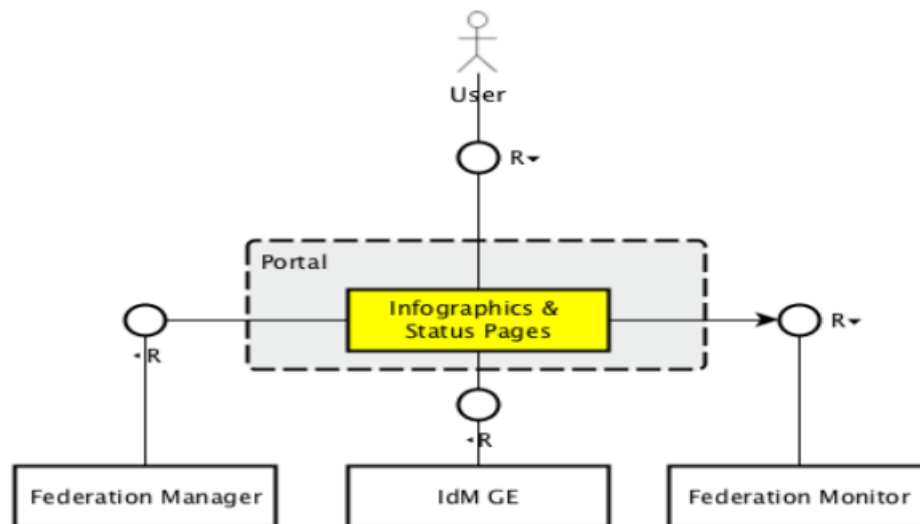 User
R
Portal
Infographics &
Status Pages
R
R
R
Federation Manager
IdM GE
Federation Monitor